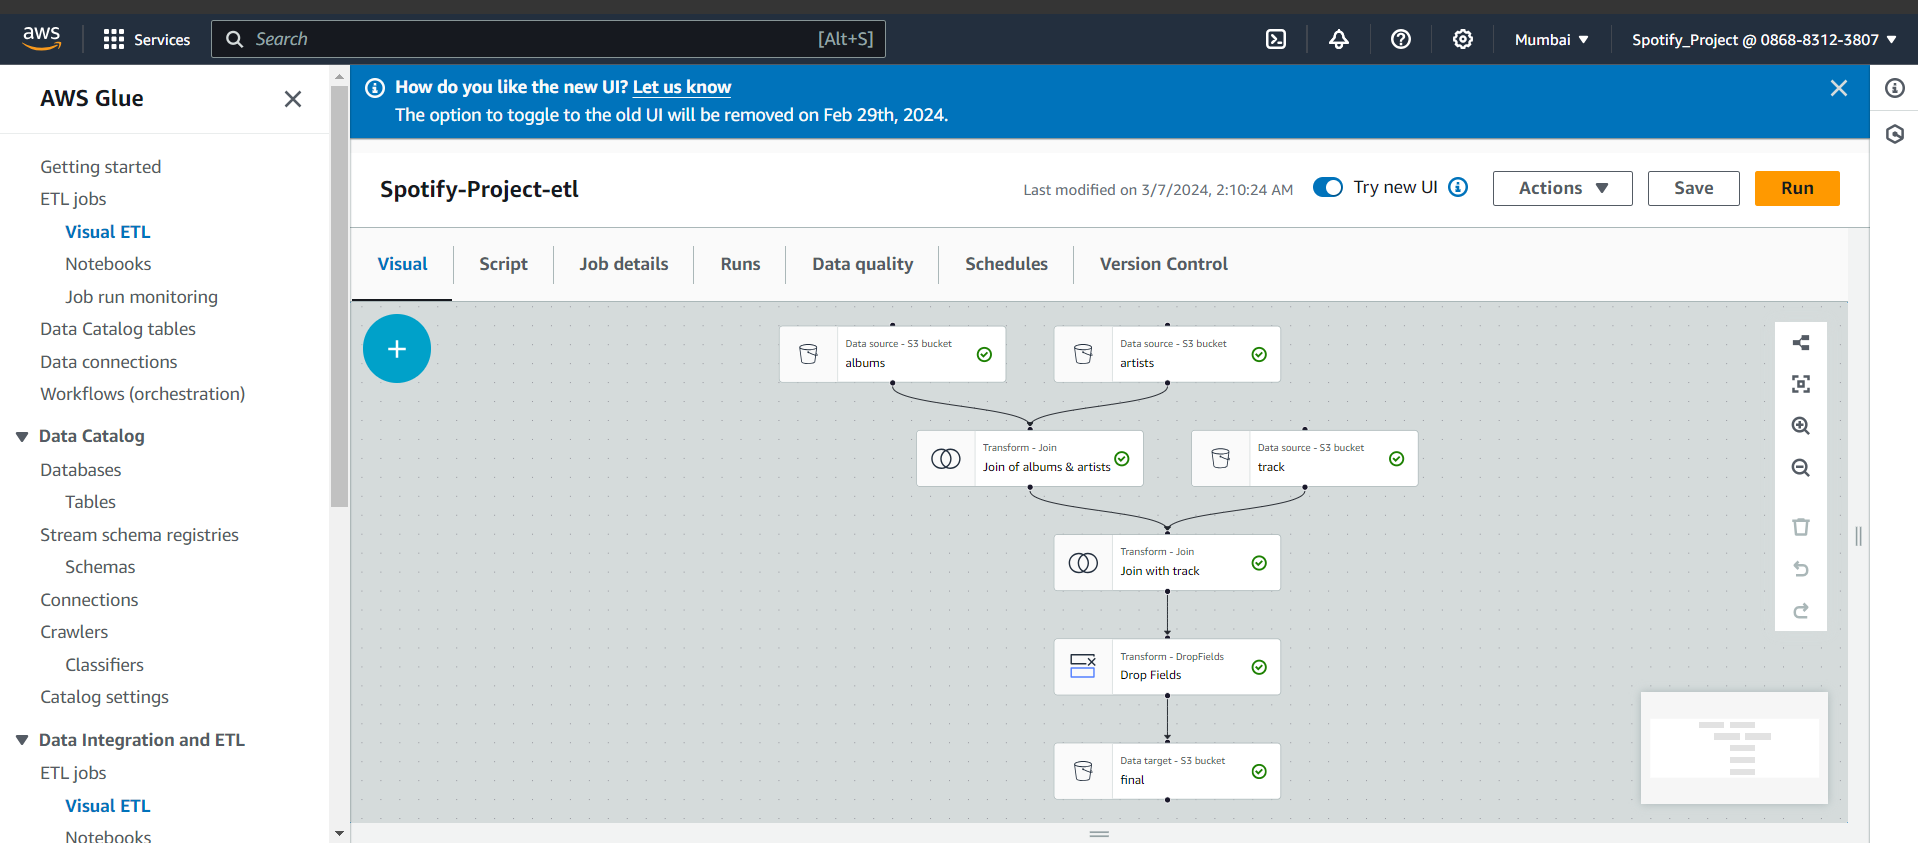 aws
Services
Search
[Alt+S]
Mumbai
Spotify_Project @ 0868-8312-3807
AWS Glue
Getting started
ETL jobs
Visual ETL
Notebooks
Job run monitoring
Data Catalog tables
Data connections
Workflows (orchestration)
Data Catalog
Databases
Tables
Stream schema registries
Schemas
Connections
Crawlers
Classifiers
Catalog settings
Data Integration and ETL
ETL jobs
Visual ETL
Notebooks
How do you like the new UI? Let us know
The option to toggle to the old UI will be removed on Feb 29th, 2024.
Spotify-Project-etl
Last modified on 3/7/2024, 2:10:24 AM
Try new UI
Actions
Save
Run
Visual
Script
Job details
Runs
Data quality
Schedules
Version Control
Data source - S3 bucket
albums
Data source - S3 bucket
artists
Transform - Join
Join of albums & artists
Data source - S3 bucket
track
Transform - Join
Join with track
Transform - DropFields
Drop Fields
Data target - S3 bucket
final